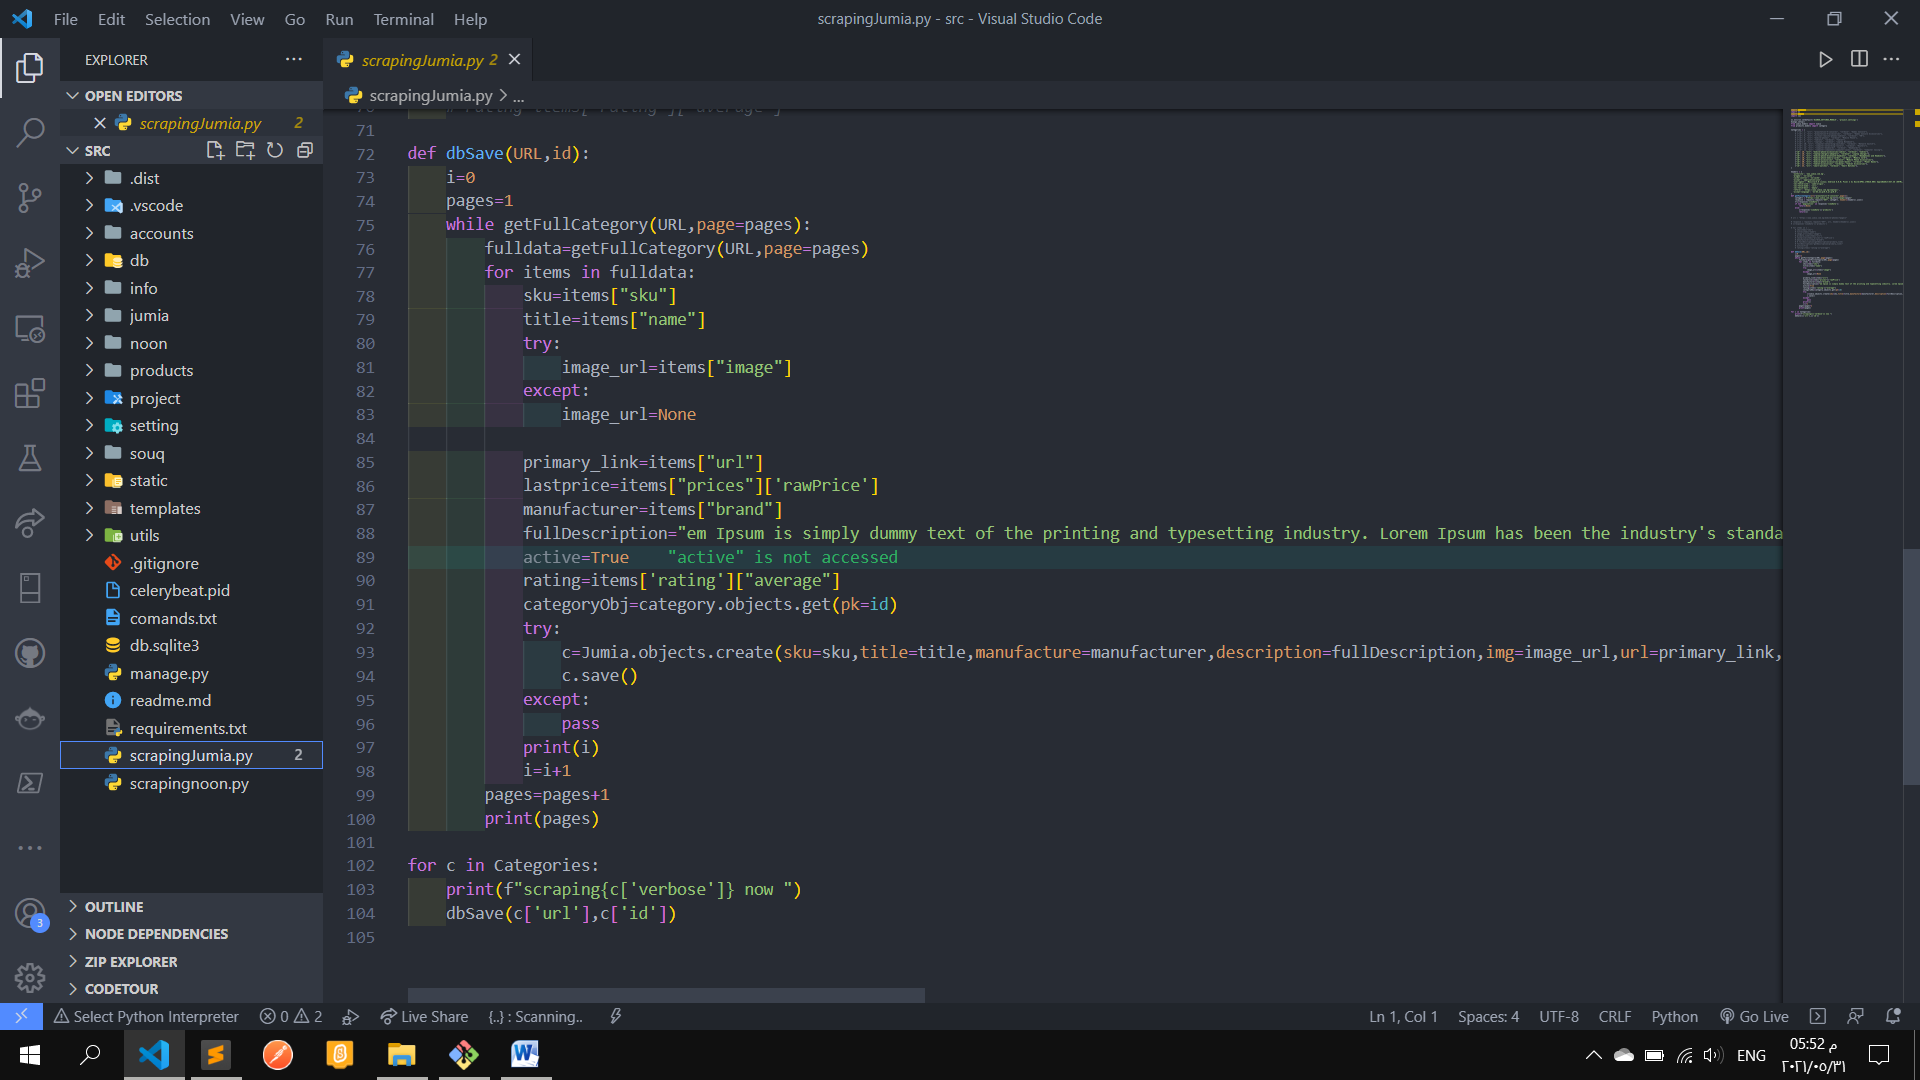 File Edit Selection View Go Run Terminal Help
scrapingJumia.py - src - Visual Studio Code
EXPLORER
OPEN EDITORS
scrapingJumia.py 2
SRC
.dist
.vscode
accounts
db
info
jumia
noon
products
project
setting
souq
static
templates
utils
.gitignore
celerybeat.pid
comands.txt
db.sqlite3
manage.py
readme.md
requirements.txt
scrapingJumia.py 2
scrapingnoon.py
OUTLINE
NODE DEPENDENCIES
ZIP EXPLORER
CODETOUR
3
scrapingJumia.py 2
scrapingJumia.py > ...
71
72 def dbSave(URL,id):
73 i=0
74 pages=1
75 while getFullCategory(URL,page=pages):
76 fulldata=getFullCategory(URL,page=pages)
77 for items in fulldata:
78 sku=items["sku"]
79 title=items["name"]
80 try:
81 image_url=items["image"]
82 except:
83 image_url=None
84
85 primary_link=items["url"]
86 lastprice=items["prices"]['rawPrice']
87 manufacturer=items["brand"]
88 fullDescription="em Ipsum is simply dummy text of the printing and typesetting industry. Lorem Ipsum has been the industry's standa
89 active=True "active" is not accessed
90 rating=items['rating']["average"]
91 categoryObj=category.objects.get(pk=id)
92 try:
93 c=Jumia.objects.create(sku=sku,title=title,manufacture=manufacturer,description=fullDescription,img=image_url,url=primary_link,
94 c.save()
95 except:
96 pass
97 print(i)
98 i=i+1
99 pages=pages+1
100 print(pages)
101
102 for c in Categories:
103 print(f"scraping{c['verbose']} now ")
104 dbSave(c['url'],c['id'])
105
Select Python Interpreter 0 2 Live Share {..} : Scanning.. Ln 1, Col 1 Spaces: 4 UTF-8 CRLF Python Go Live
ENG
05:52 م
٢٠٢١/٠٥/٣١